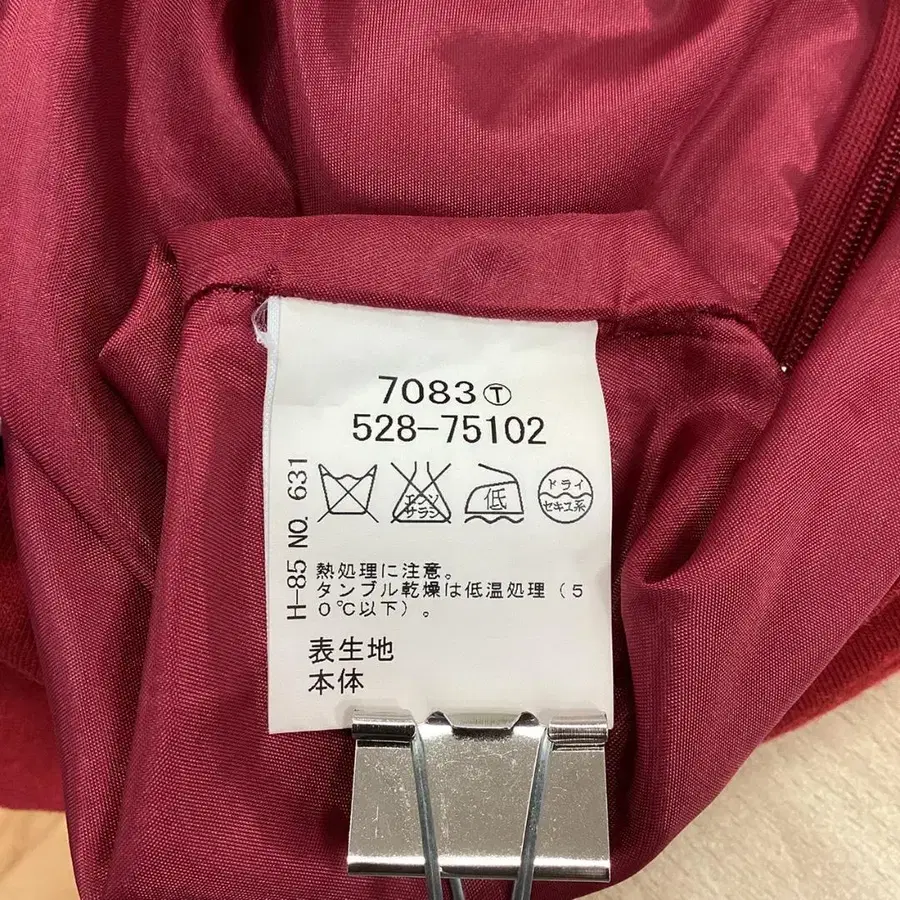 7083Ⓣ
528-75102
エンソ
サラシ
低
ドライ
セキユ系
H-85 NO. 631
熱処理に注意。
タンブル乾燥は低温処理(5
0℃以下)。
表生地
本体